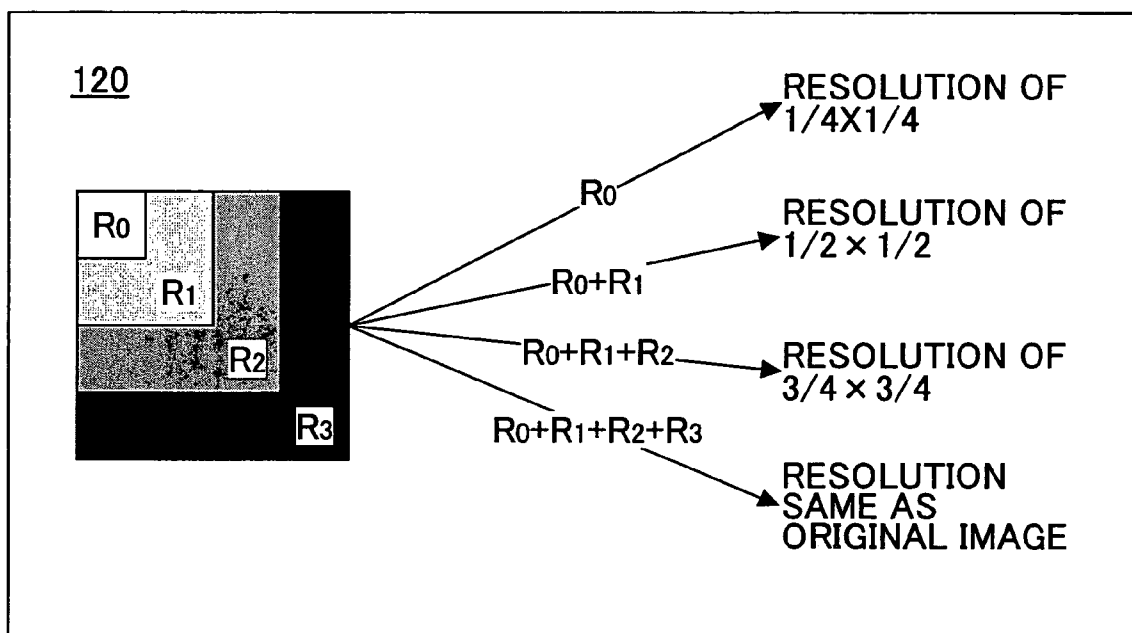 120
R0
R1
R2
R3
R0
R0+R1
R0+R1+R2
R0+R1+R2+R3
RESOLUTION OF
1/4X1/4
RESOLUTION OF
1/2 × 1/2
RESOLUTION OF
3/4 × 3/4
RESOLUTION
SAME AS
ORIGINAL IMAGE